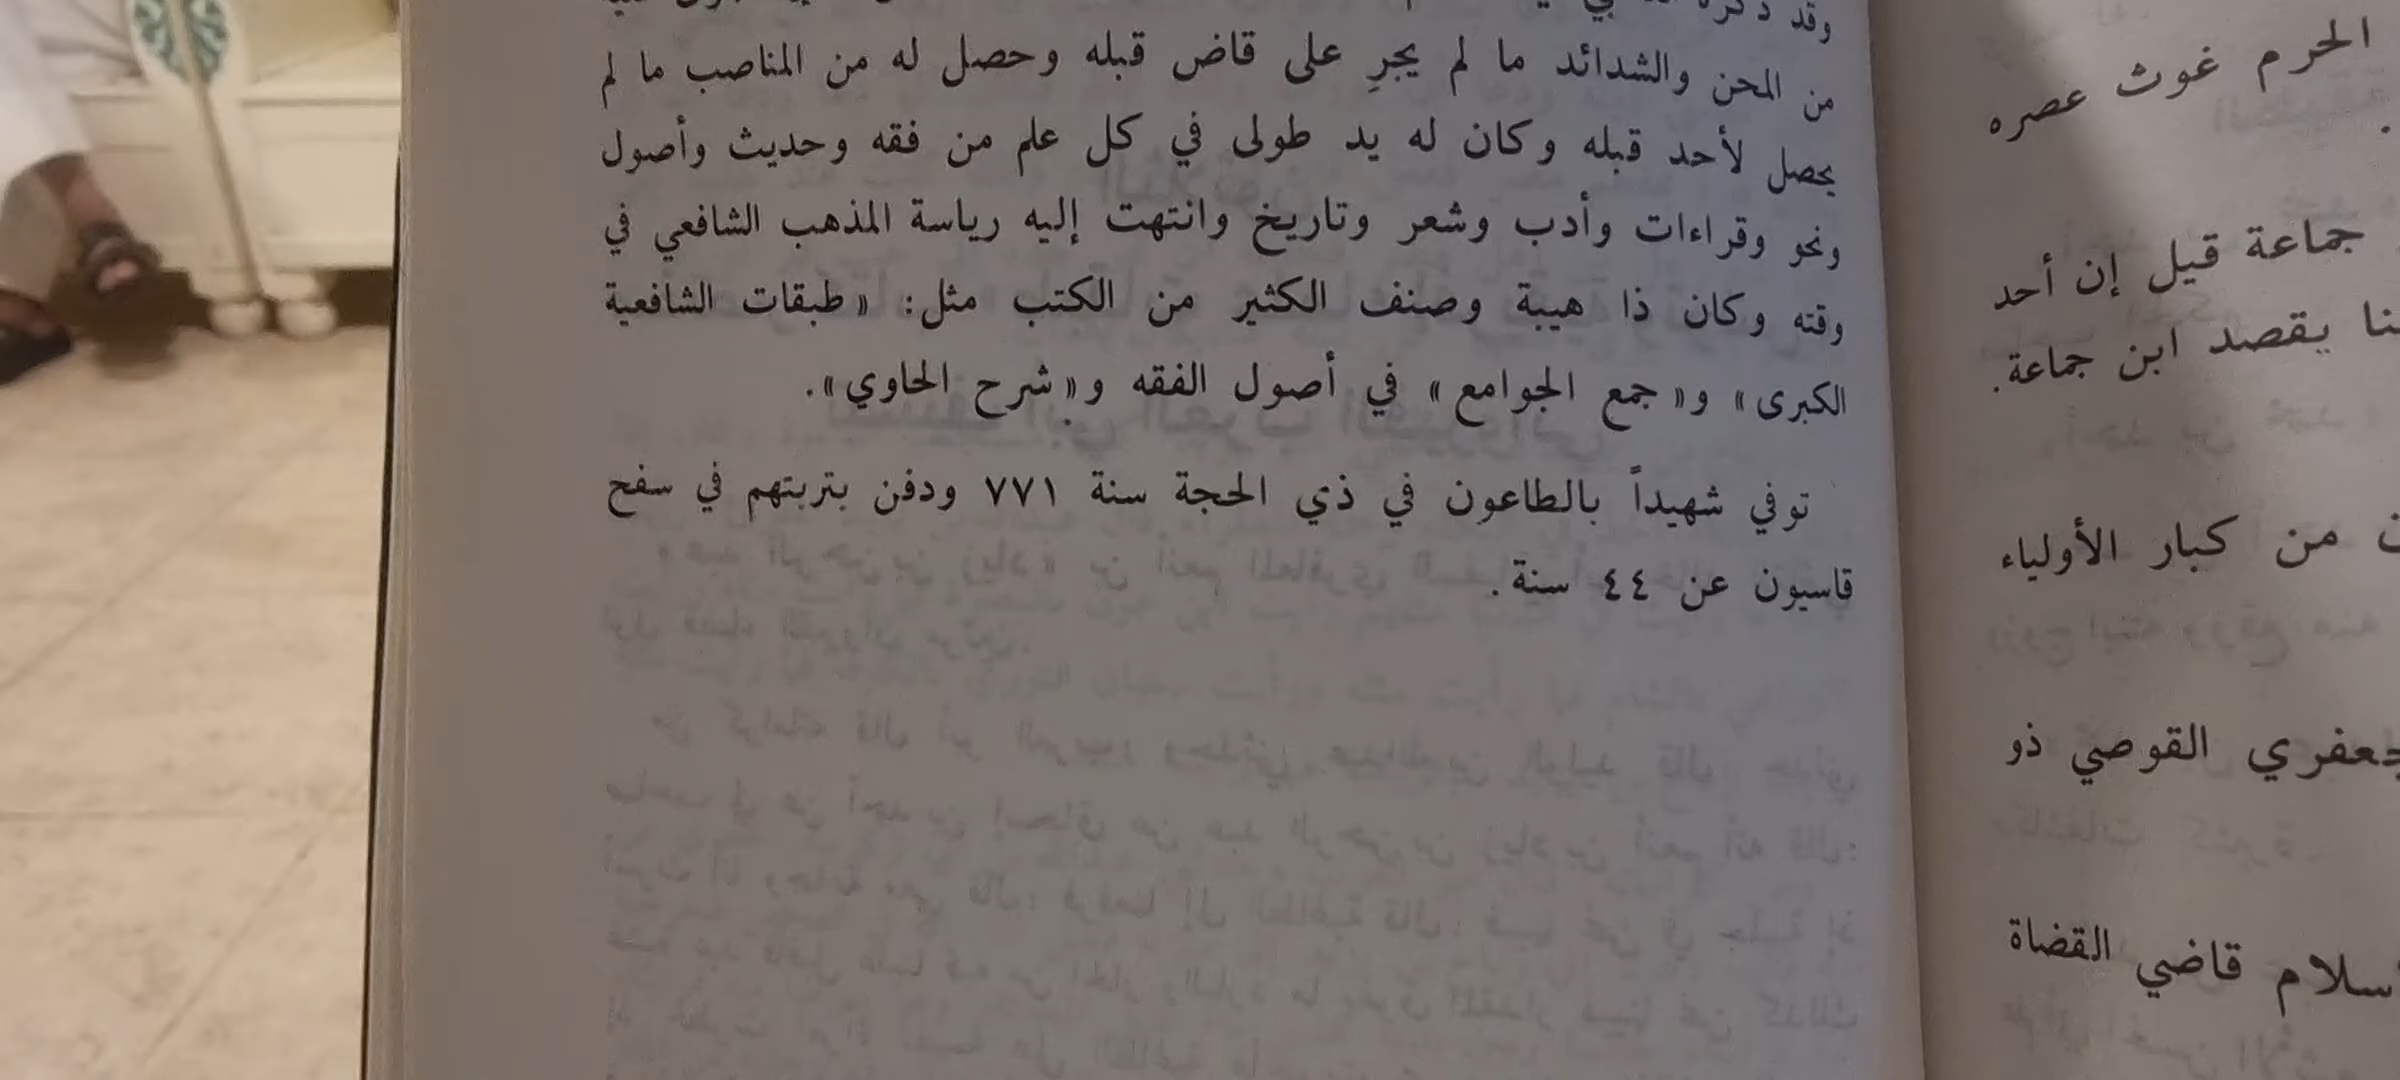 من المحن والشدائد ما لم يجرِ على قاض قبله وحصل له من المناصب ما لم
يحصل لأحد قبله وكان له يد طولى في كل علم من فقه وحديث وأصول
ونحو وقراءات وأدب وشعر وتاريخ وانتهت إليه رياسة المذهب الشافعي في
وقته وكان ذا هيبة وصنف الكثير من الكتب مثل: «طبقات الشافعية
الكبرى» و«جمع الجوامع» في أصول الفقه و«شرح الحاوي».
توفي شهيداً بالطاعون في ذي الحجة سنة ٧٧١ ودفن بتربتهم في سفح
قاسيون عن ٤٤ سنة.
الحرم غوث عصره
جماعة قيل إن أحد
يقصد ابن جماعة.
من كبار الأولياء
القوصي ذو
قاضي القضاة